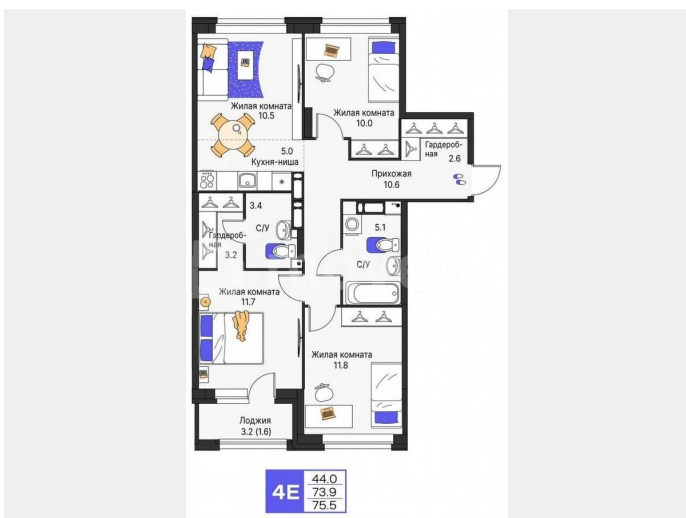 Жилая комната
10.5
Жилая комната
10.0
5.0
Кухня-ниша
Гардероб-
ная
2.6
Прихожая
10.6
3.4
С/У
Гардероб-
ная
3.2
5.1
С/У
Жилая комната
11.7
Жилая комната
11.8
Лоджия
3.2 (1.6)
4Е
44.0
73.9
75.5